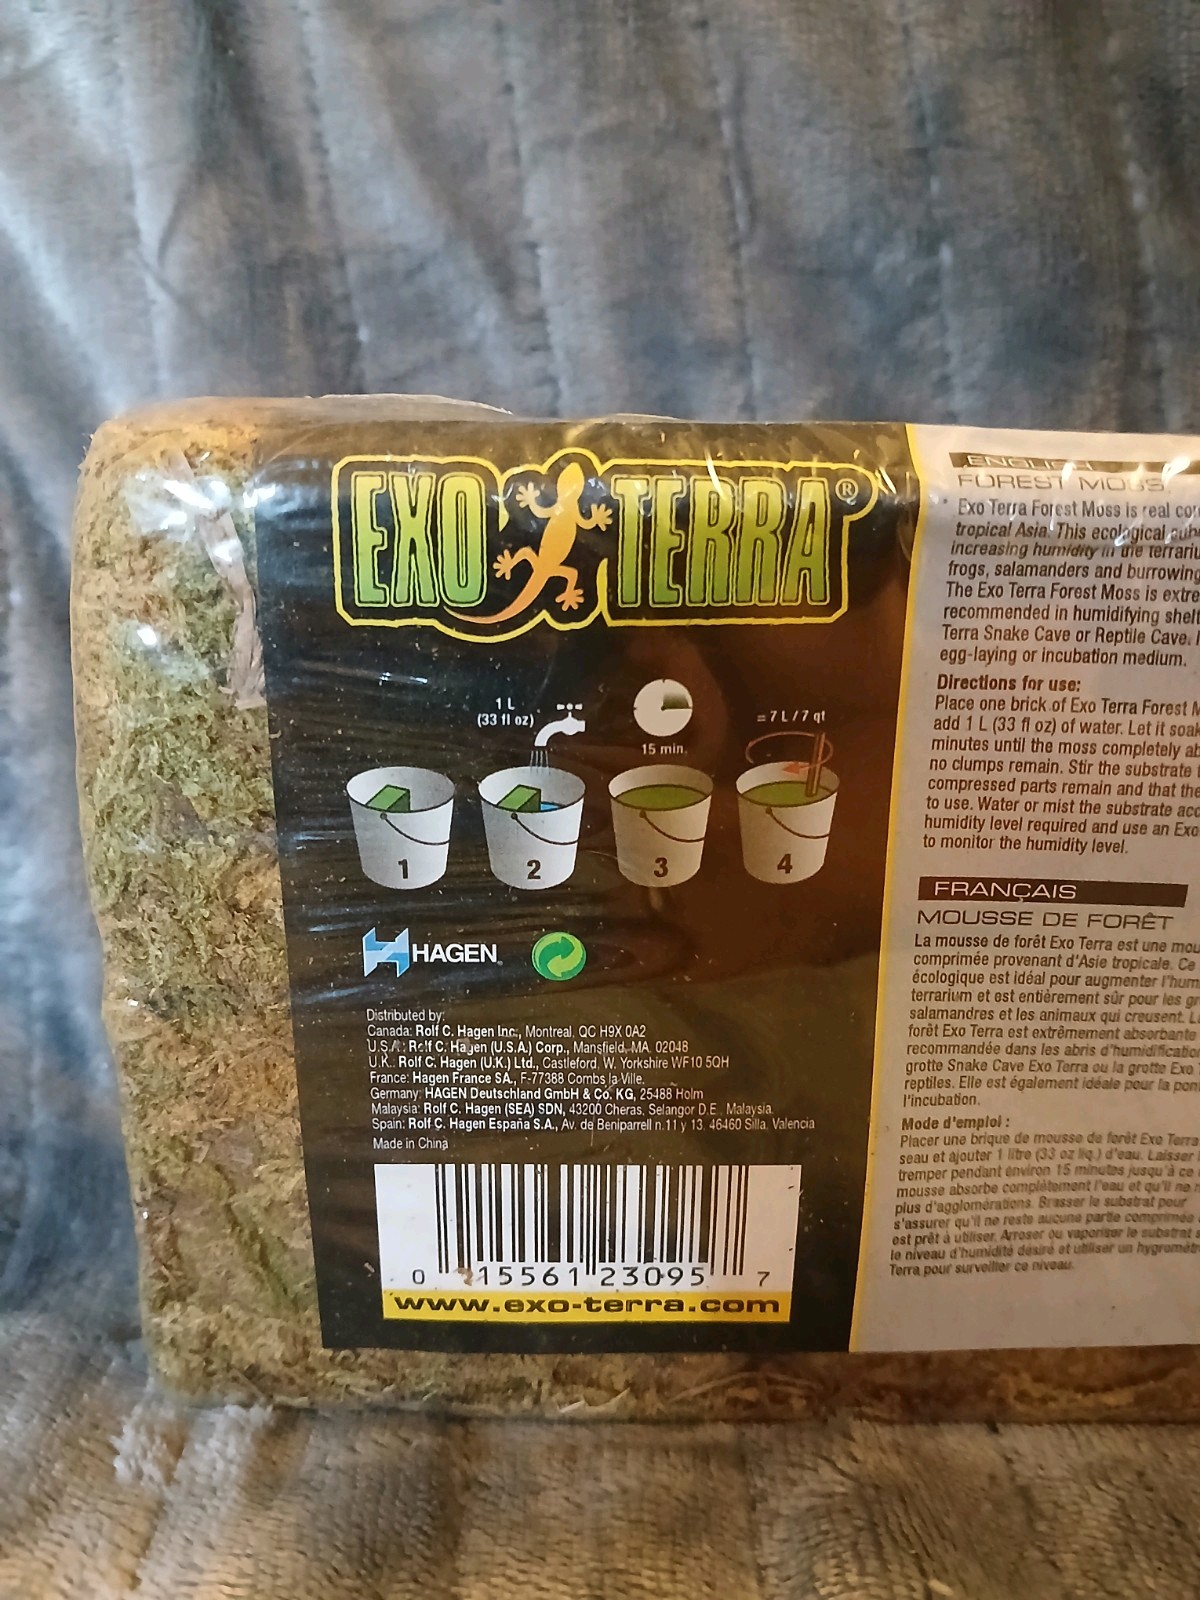 EXO TERRA®
1 L
(33 fl oz)
15 min.
= 7 L / 7 qt
1
2
3
4
HAGEN®
Distributed by:
Canada: Rolf C. Hagen Inc., Montreal, QC H9X 0A2
U.S.A.: Rolf C. Hagen (U.S.A.) Corp., Mansfield, MA. 02048
U.K.: Rolf C. Hagen (U.K.) Ltd., Castleford, W. Yorkshire WF10 5QH
France: Hagen France SA., F-77388 Combs la Ville.
Germany: HAGEN Deutschland GmbH & Co. KG, 25488 Holm
Malaysia: Rolf C. Hagen (SEA) SDN, 43200 Cheras, Selangor D.E., Malaysia.
Spain: Rolf C. Hagen España S.A., Av. de Beniparrell n.11 y 13, 46460 Silla, Valencia
Made in China
0 15561 23095 7
www.exo-terra.com
ENGLISH
FOREST MOSS
Exo Terra Forest Moss is real
tropical Asia. This ecological
increasing humidity in the
frogs, salamanders and burrowing
The Exo Terra Forest Moss is
recommended in humidifying
Terra Snake Cave or Reptile Cave.
egg-laying or incubation medium.
Directions for use:
Place one brick of Exo Terra Forest
add 1 L (33 fl oz) of water. Let it soak
minutes until the moss completely
no clumps remain. Stir the substrate
compressed parts remain and that the
to use. Water or mist the substrate
humidity level required and use an Exo
to monitor the humidity level.
FRANÇAIS
MOUSSE DE FORÊT
La mousse de forêt Exo Terra est une
comprimée provenant d'Asie tropicale. Ce
écologique est idéal pour augmenter
terrarium et est entièrement sûr pour les
salamandres et les animaux qui creusent.
forêt Exo Terra est extrêmement absorbante
recommandée dans les abris
grotte Snake Cave Exo Terra ou la grotte Exo
reptiles. Elle est également idéale pour la
l'incubation.
Mode d'emploi :
Placer une brique de mousse de forêt Exo Terra
seau et ajouter 1 litre (33 oz liq.) d'eau. Laisser
tremper pendant environ 15 minutes jusqu'à ce
mousse absorbe complètement l'eau et qu'il ne
plus d'agglomérations. Brasser le substrat pour
s'assurer qu'il ne reste aucune partie comprimée
est prêt à utiliser. Arroser ou vaporiser le substrat
le niveau d'humidité désiré et utiliser un
Terra pour surveiller ce niveau.